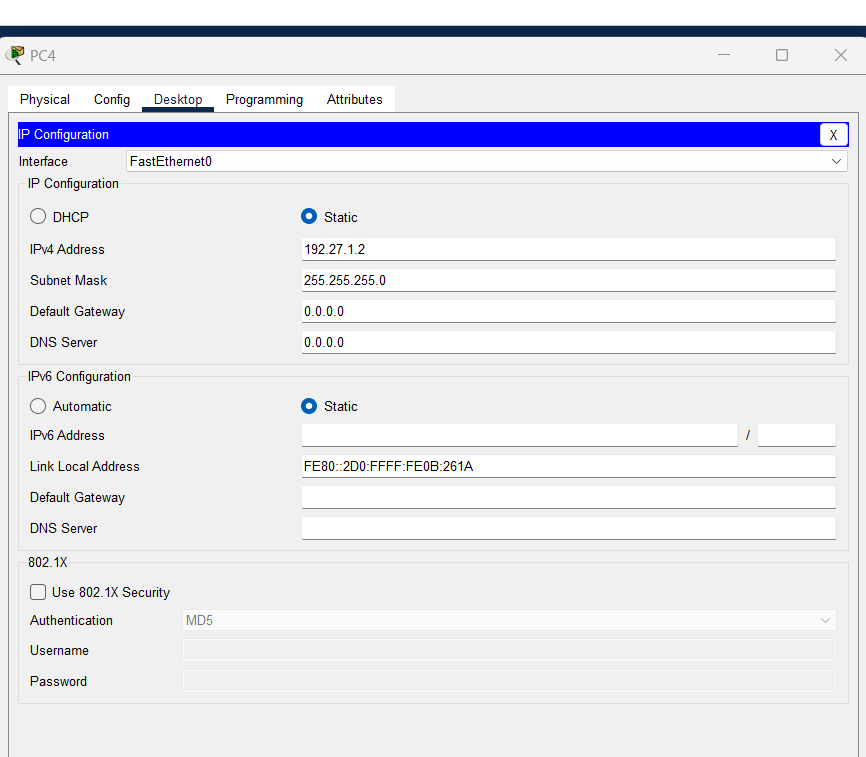 PC4
Physical Config Desktop Programming Attributes
IP Configuration X
Interface FastEthernet0
IP Configuration
DHCP Static
IPv4 Address 192.27.1.2
Subnet Mask 255.255.255.0
Default Gateway 0.0.0.0
DNS Server 0.0.0.0
IPv6 Configuration
Automatic Static
IPv6 Address /
Link Local Address FE80::2D0:FFFF:FE0B:261A
Default Gateway
DNS Server
802.1X
Use 802.1X Security
Authentication MD5
Username
Password